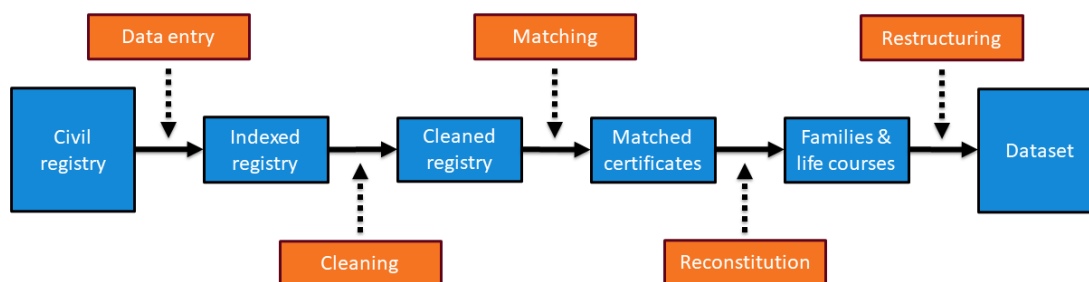 Data entry
Matching
Restructuring
Civil
registry
Indexed
registry
Cleaned
registry
Matched
certificates
Families &
life courses
Dataset
Cleaning
Reconstitution